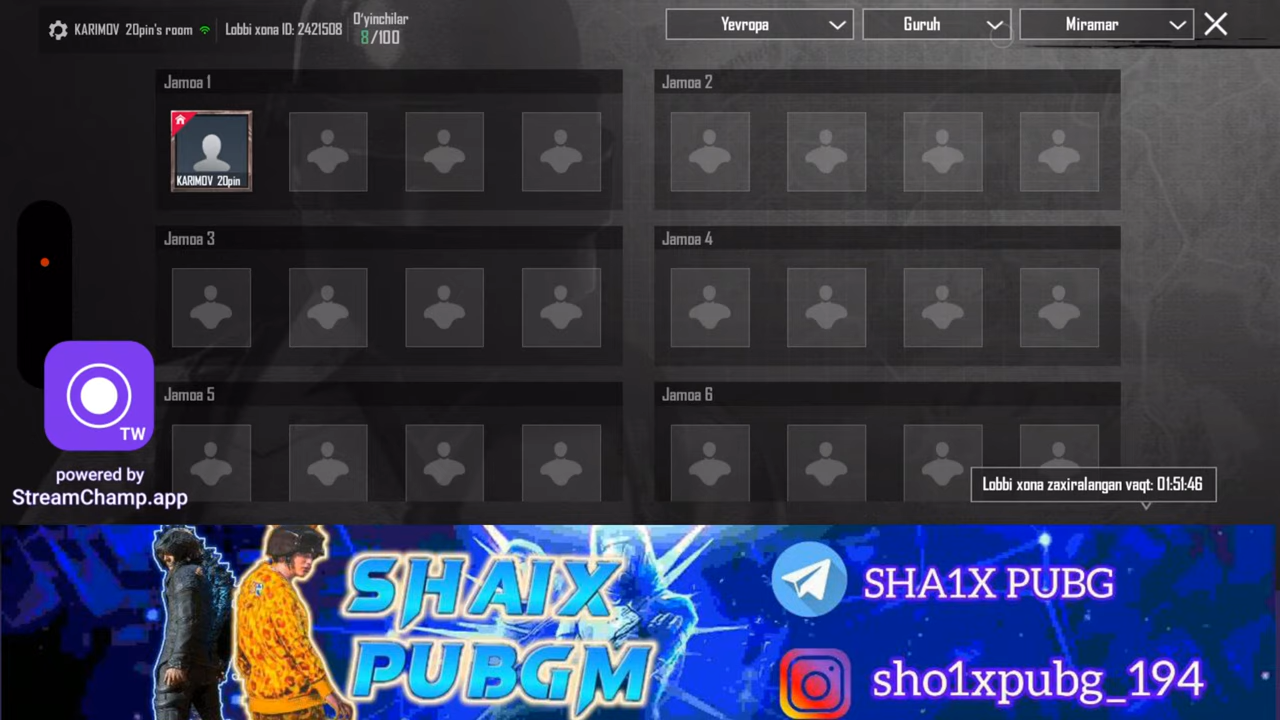 KARIMOV 20pin's room
Lobbi xona ID: 2421508
O'yinchilar
8/100
Yevropa
Guruh
Miramar
Jamoa 1
Jamoa 2
KARIMOV 20pin
Jamoa 3
Jamoa 4
Jamoa 5
Jamoa 6
TW
powered by
StreamChamp.app
Lobbi xona zaxiralangan vaqt: 01:51:46
SHAIX
PUBGM
SHA1X PUBG
sho1xpubg_194